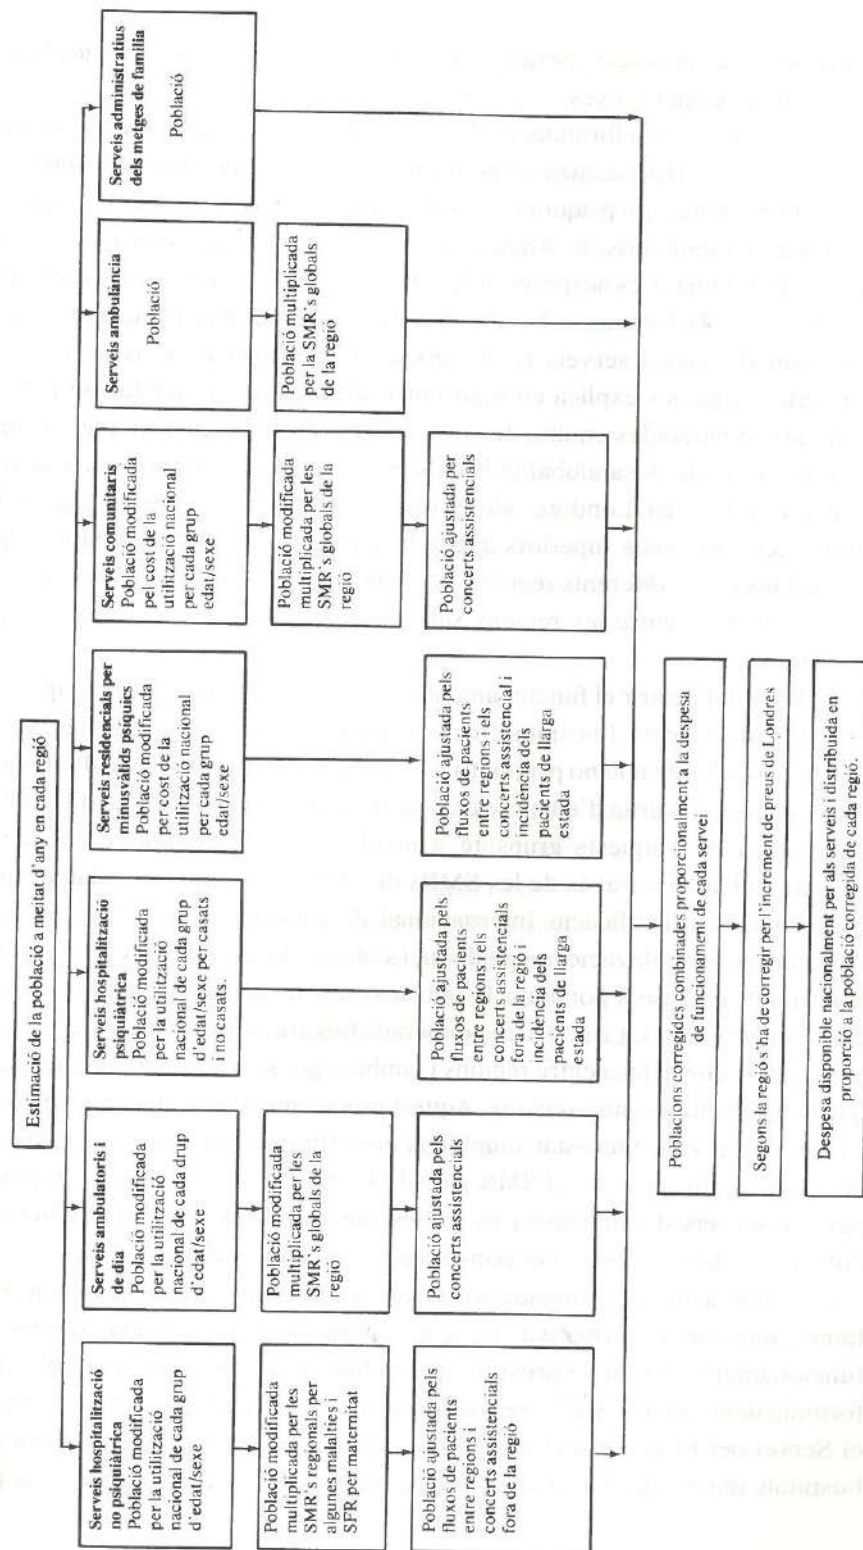 Estimació de la població a meitat d'any en cada regió
Serveis hospitalització
no psiquiàtrica
Població modificada
per la utilització
nacional de cada grup
d'edat/sexe
Població modificada
multiplicada per les
SMR's regionals per
algunes malalties i
SFR per maternitat
Població ajustada pels
fluxos de pacients
entre regions i
concerts assistencials
fora de la regió
Serveis ambulatoris i
de dia
Població modificada
per la utilització
nacional de cada drup
d'edat/sexe
Població modificada
multiplicada per les
SMR's globals de la
regió
Població ajustada pels
concerts assistencials
Serveis hospitalització
psiquiàtrica
Població modificada
per la utilització
nacional de cada grup
d'edat/sexe per casats
i no casats.
Població ajustada pels
fluxos de pacients
entre regions i els
concerts assistencials
fora de la regió i
incidència dels
pacients de llarga
estada
Serveis residencials per
minusvàlids psíquics
Població modificada
per cost de la
utilització nacional
per cada grup
edat/sexe
Població ajustada pels
fluxos de pacients
entre regions i els
concerts assistencial i
incidència dels
pacients de llarga
estada
Serveis comunitaris
Població modificada
pel cost de la
utilització nacional
per cada grup
edat/sexe
Població modificada
multiplicada per les
SMR's globals de la
regió
Població ajustada per
concerts assistencials
Serveis ambulància
Població
Població multiplicada
per la SMR's globals
de la regió
Serveis administratius
dels metges de família
Població
Poblacions corregides combinades proporcionalment a la despesa
de funcionament de cada servei
Segons la regió s'ha de corregir per l'increment de preus de Londres
Despesa disponible nacionalment per als serveis i distribuida en
proporció a la població corregida de cada regió.